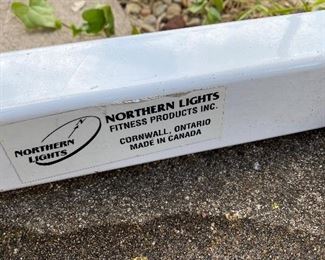 NORTHERN
LIGHTS
NORTHERN LIGHTS
FITNESS PRODUCTS INC.
CORNWALL, ONTARIO
MADE IN CANADA